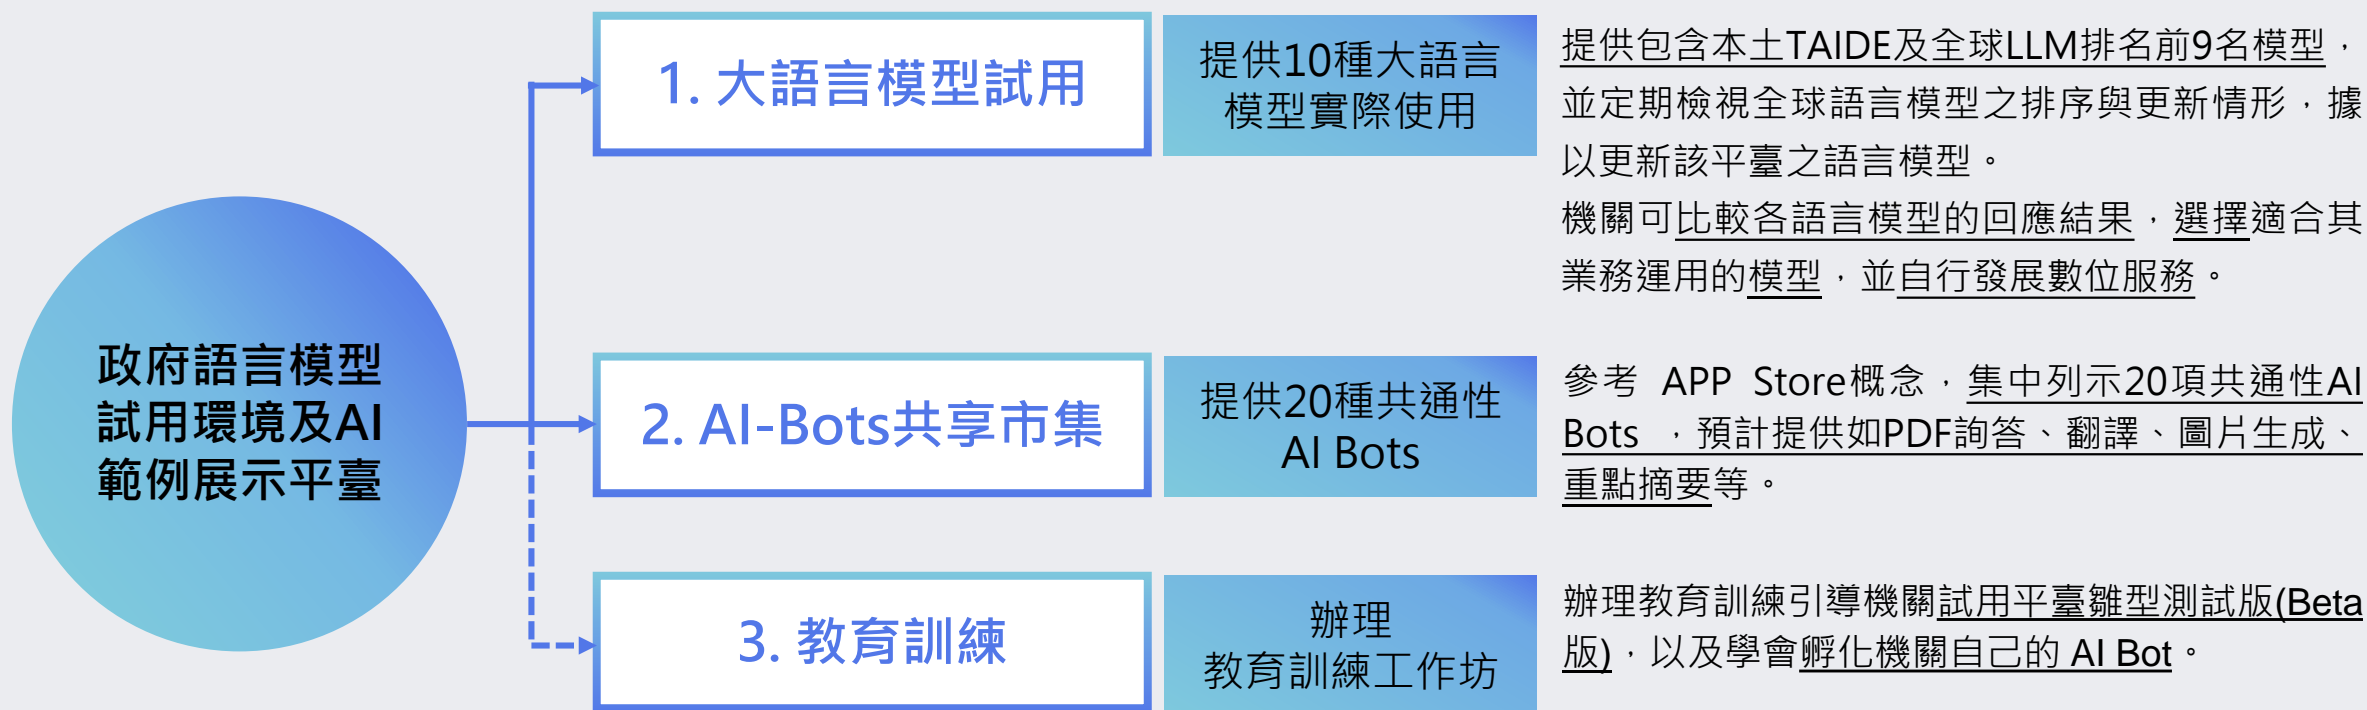 政府語言模型
試用環境及AI
範例展示平臺
1. 大語言模型試用
提供10種大語言
模型實際使用
提供包含本土TAIDE及全球LLM排名前9名模型，
並定期檢視全球語言模型之排序與更新情形，據
以更新該平臺之語言模型。
機關可比較各語言模型的回應結果，選擇適合其
業務運用的模型，並自行發展數位服務。
2. AI-Bots共享市集
提供20種共通性
AI Bots
參考 APP Store概念，集中列示20項共通性AI
Bots ，預計提供如PDF詢答、翻譯、圖片生成、
重點摘要等。
3. 教育訓練
辦理
教育訓練工作坊
辦理教育訓練引導機關試用平臺雛型測試版(Beta
版)，以及學會孵化機關自己的 AI Bot。